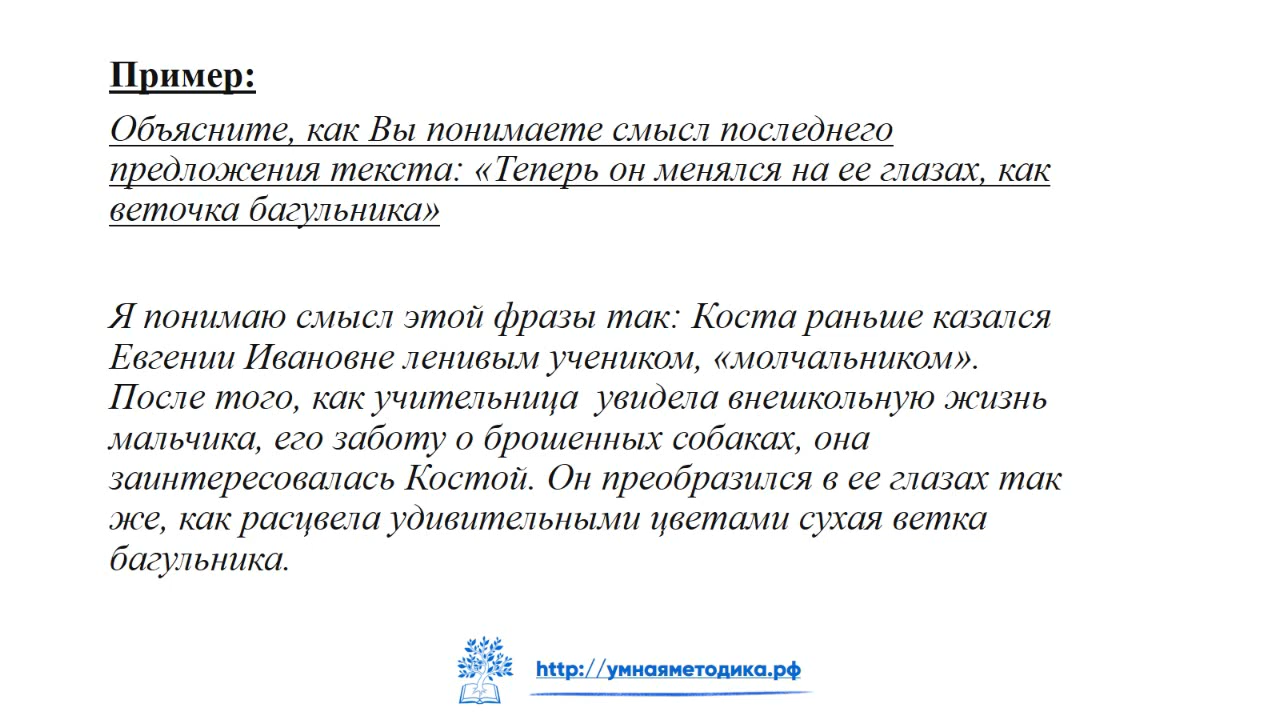 Пример:
Объясните, как Вы понимаете смысл последнего
предложения текста: «Теперь он менялся на ее глазах, как
веточка багульника»
Я понимаю смысл этой фразы так: Коста раньше казался
Евгении Ивановне ленивым учеником, «молчальником».
После того, как учительница увидела внешкольную жизнь
мальчика, его заботу о брошенных собаках, она
заинтересовалась Костой. Он преобразился в ее глазах так
же, как расцвела удивительными цветами сухая ветка
багульника.
http://умнаяметодика.рф